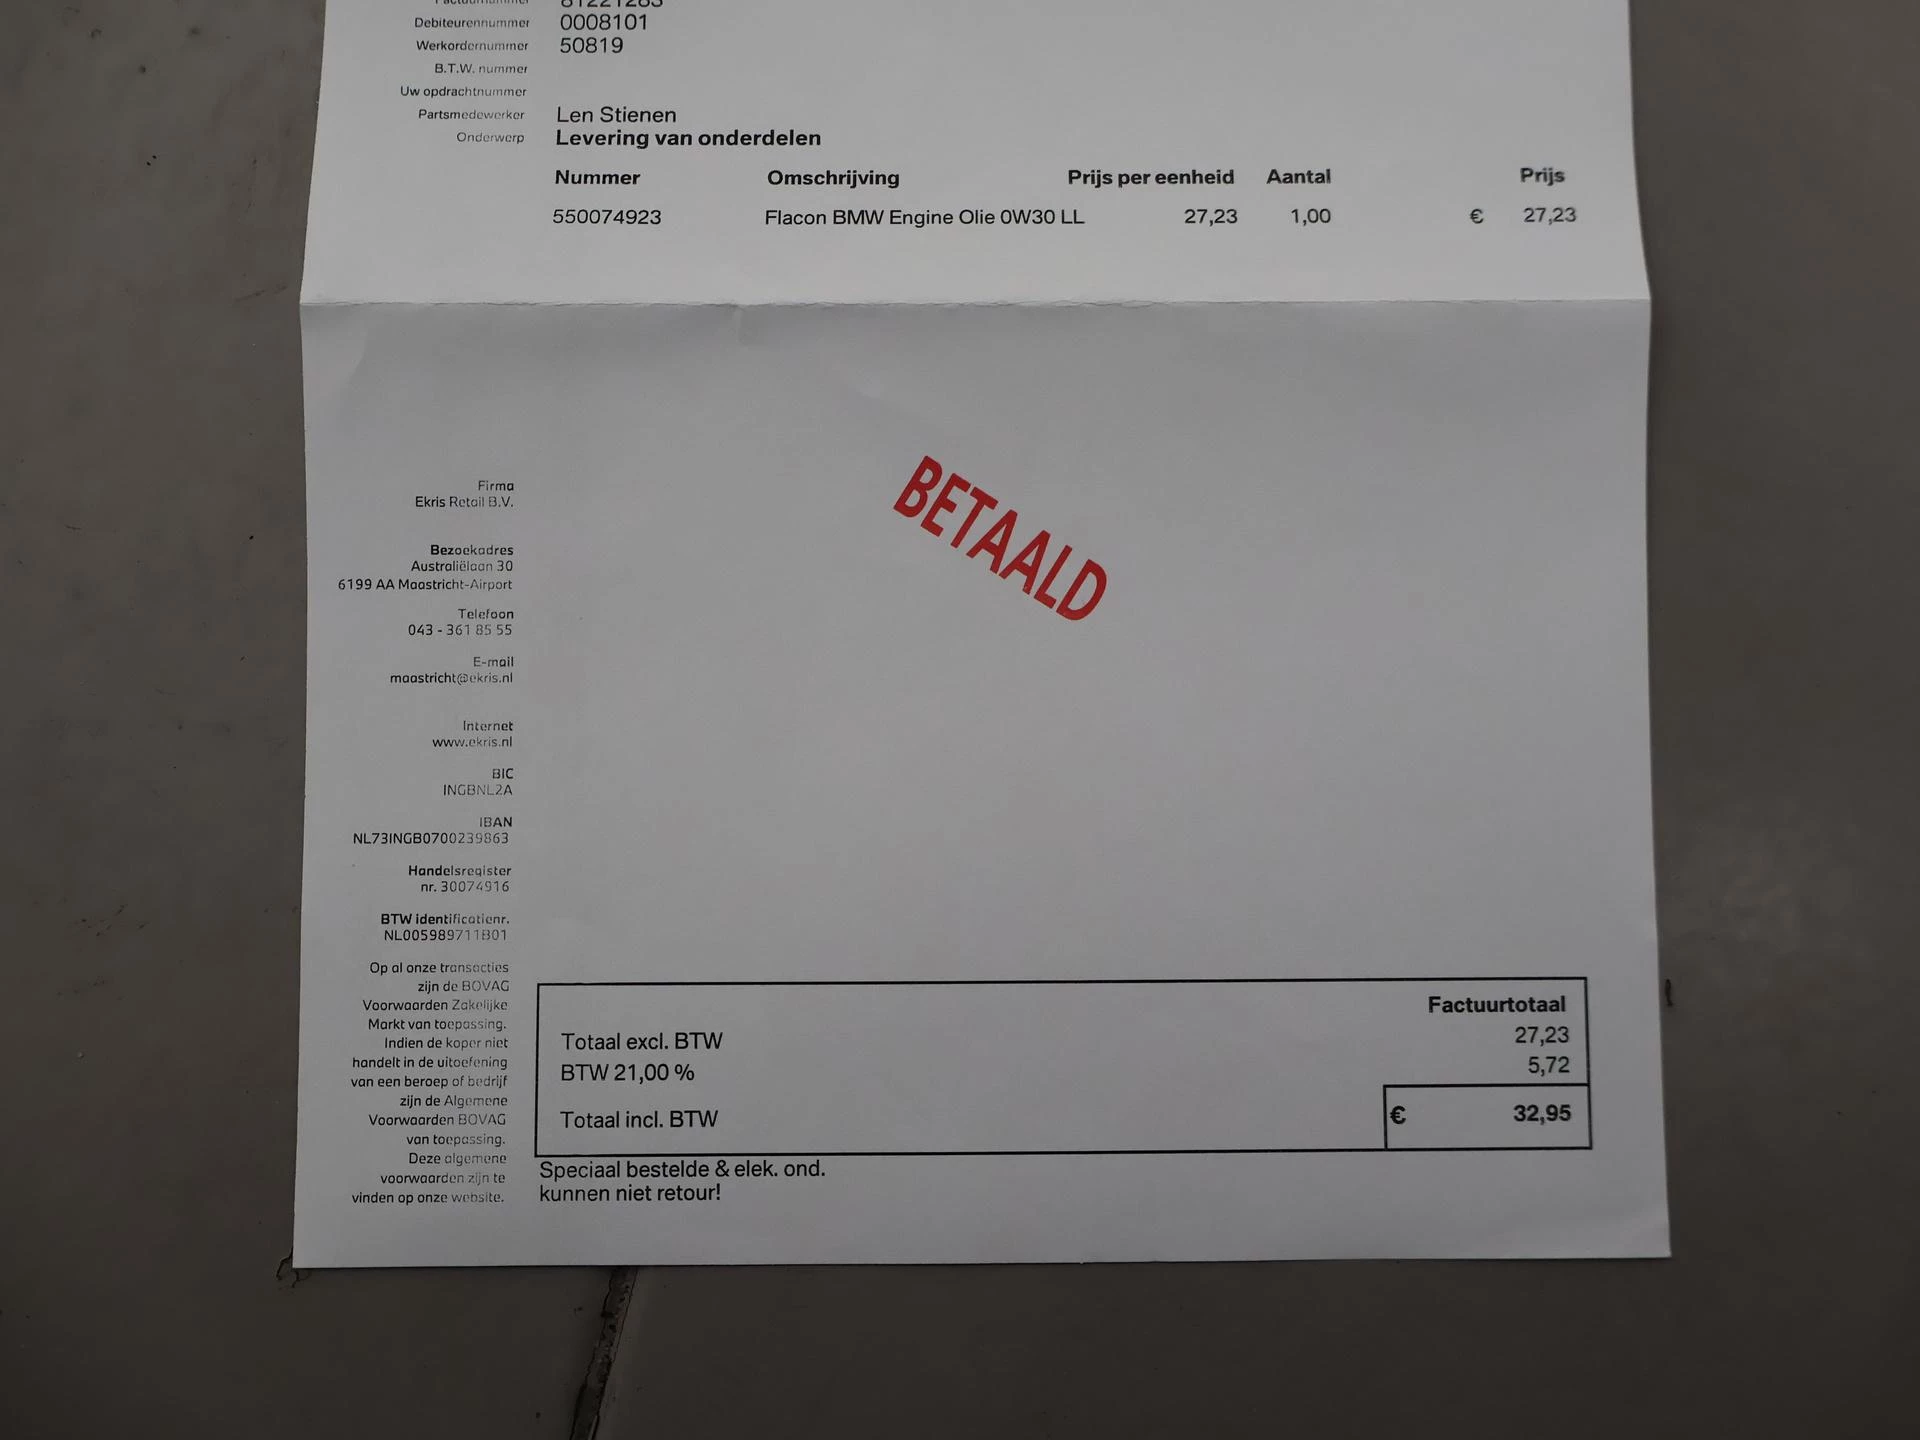 Factuurnummer 81221283
Debiteurennummer 0008101
Werkordernummer 50819
B.T.W. nummer
Uw opdrachtnummer
Partsmedewerker Len Stienen
Onderwerp Levering van onderdelen
Nummer Omschrijving Prijs per eenheid Aantal Prijs
550074923 Flacon BMW Engine Olie 0W30 LL 27,23 1,00 € 27,23
BETAALD
Firma
Ekris Retail B.V.
Bezoekadres
Australiëlaan 30
6199 AA Maastricht-Airport
Telefoon
043 - 361 85 55
E-mail
maastricht@ekris.nl
Internet
www.ekris.nl
BIC
INGBNL2A
IBAN
NL73INGB0700239863
Handelsregister
nr. 30074916
BTW identificatienr.
NL005989711B01
Op al onze transacties
zijn de BOVAG
Voorwaarden Zakelijke
Markt van toepassing.
Indien de koper niet
handelt in de uitoefening
van een beroep of bedrijf
zijn de Algemene
Voorwaarden BOVAG
van toepassing.
Deze algemene
voorwaarden zijn te
vinden op onze website.
Factuurtotaal
Totaal excl. BTW 27,23
BTW 21,00 % 5,72
Totaal incl. BTW € 32,95
Speciaal bestelde & elek. ond.
kunnen niet retour!